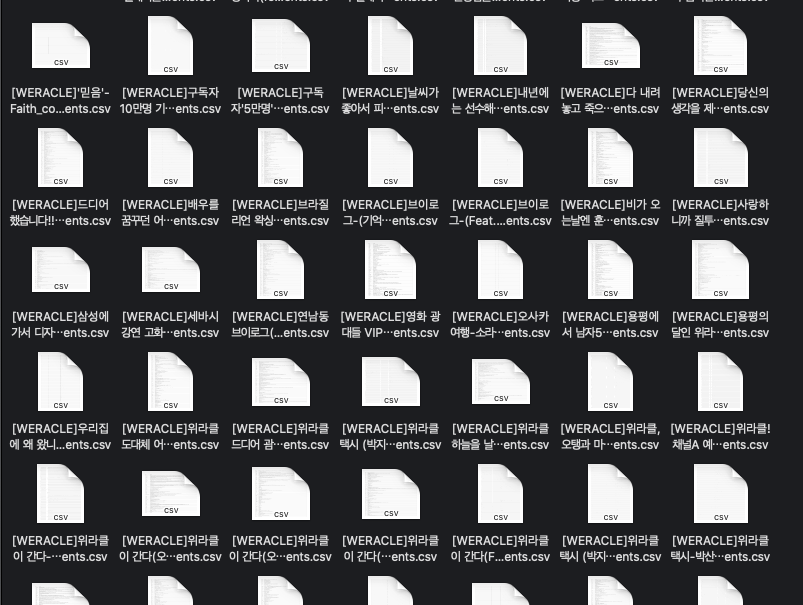 CSV CSV CSV CSV CSV CSV CSV
[WERACLE]'믿음'- [WERACLE]구독자 [WERACLE]구독 [WERACLE]날씨가 [WERACLE]내년에 [WERACLE]다 내려 [WERACLE]당신의
Faith_co...ents.csv 10만명 기…ents.csv 자'5만명'…ents.csv 좋아서 피…ents.csv 는 선수해…ents.csv 놓고 죽으…ents.csv 생각을 제…ents.csv
CSV CSV CSV CSV CSV CSV CSV
[WERACLE]드디어 [WERACLE]배우를 [WERACLE]브라질 [WERACLE]브이로 [WERACLE]브이로 [WERACLE]비가 오 [WERACLE]사랑하
했습니다!!…ents.csv 꿈꾸던 어…ents.csv 리언 왁싱…ents.csv 그-(기억…ents.csv 그-(Feat....ents.csv 는날엔 훈…ents.csv 니까 질투…ents.csv
CSV CSV CSV CSV CSV CSV CSV
[WERACLE]삼성에 [WERACLE]세바시 [WERACLE]연남동 [WERACLE]영화 광 [WERACLE]오사카 [WERACLE]용평에 [WERACLE]용평의
가서 디자…ents.csv 강연 고화…ents.csv 브이로그(...ents.csv 대들 VIP…ents.csv 여행-소라…ents.csv 서 남자5…ents.csv 달인 위라…ents.csv
CSV CSV CSV CSV CSV CSV CSV
[WERACLE]우리집 [WERACLE]위라클 [WERACLE]위라클 [WERACLE]위라클 [WERACLE]위라클 [WERACLE]위라클, [WERACLE]위라클!
에 왜 왔니...ents.csv 도대체 어…ents.csv 드디어 괌…ents.csv 택시 (박지…ents.csv 하늘을 날…ents.csv 오탱과 마…ents.csv 채널A 예…ents.csv
CSV CSV CSV CSV CSV CSV CSV
[WERACLE]위라클 [WERACLE]위라클 [WERACLE]위라클 [WERACLE]위라클 [WERACLE]위라클 [WERACLE]위라클 [WERACLE]위라클
이 간다-…ents.csv 이 간다(오…ents.csv 이 간다(오…ents.csv 이 간다(…ents.csv 이 간다(F...ents.csv 택시 (박지…ents.csv 택시-박산…ents.csv